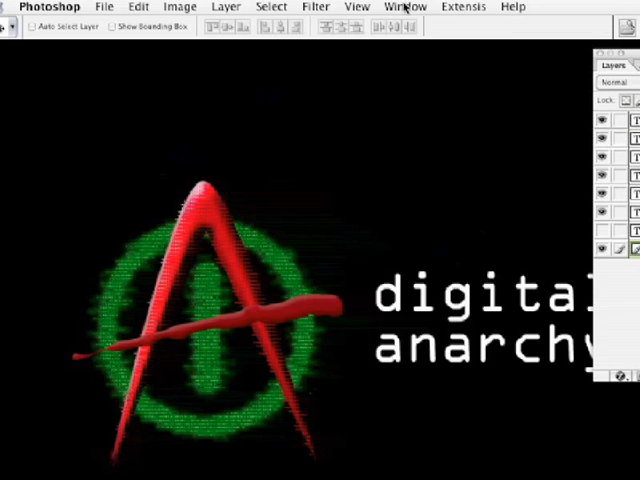 Photoshop File Edit Image Layer Select Filter View Window Extensis Help
Auto Select Layer Show Bounding Box
Layers
Normal
Lock:
T
T
T
T
T
T
T
digital
anarchy